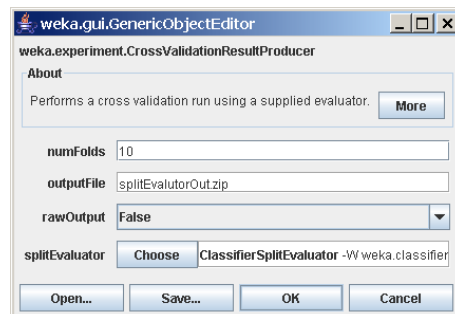 weka.gui.GenericObjectEditor
weka.experiment.CrossValidationResultProducer
About
Performs a cross validation run using a supplied evaluator. More
numFolds 10
outputFile splitEvalutorOut.zip
rawOutput False
splitEvaluator Choose ClassifierSplitEvaluator -W weka.classifier
Open... Save... OK Cancel